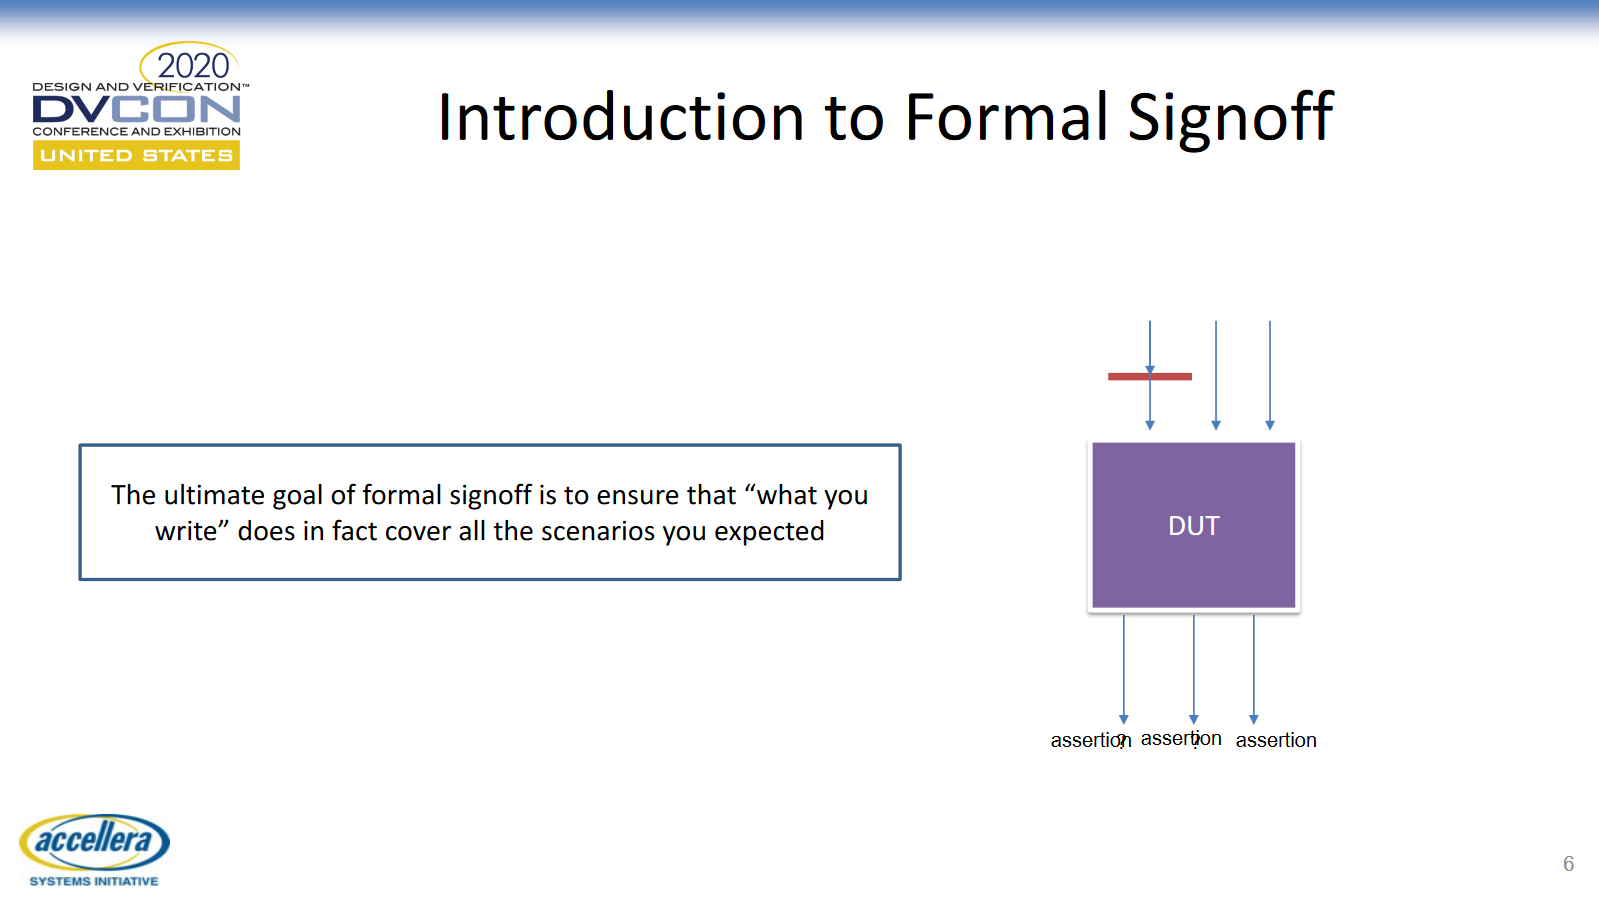 2020
DESIGN AND VERIFICATION™
DVCON
CONFERENCE AND EXHIBITION
UNITED STATES
Introduction to Formal Signoff
The ultimate goal of formal signoff is to ensure that “what you
write” does in fact cover all the scenarios you expected
DUT
assertion ? assertion ? assertion
accellera
SYSTEMS INITIATIVE
6